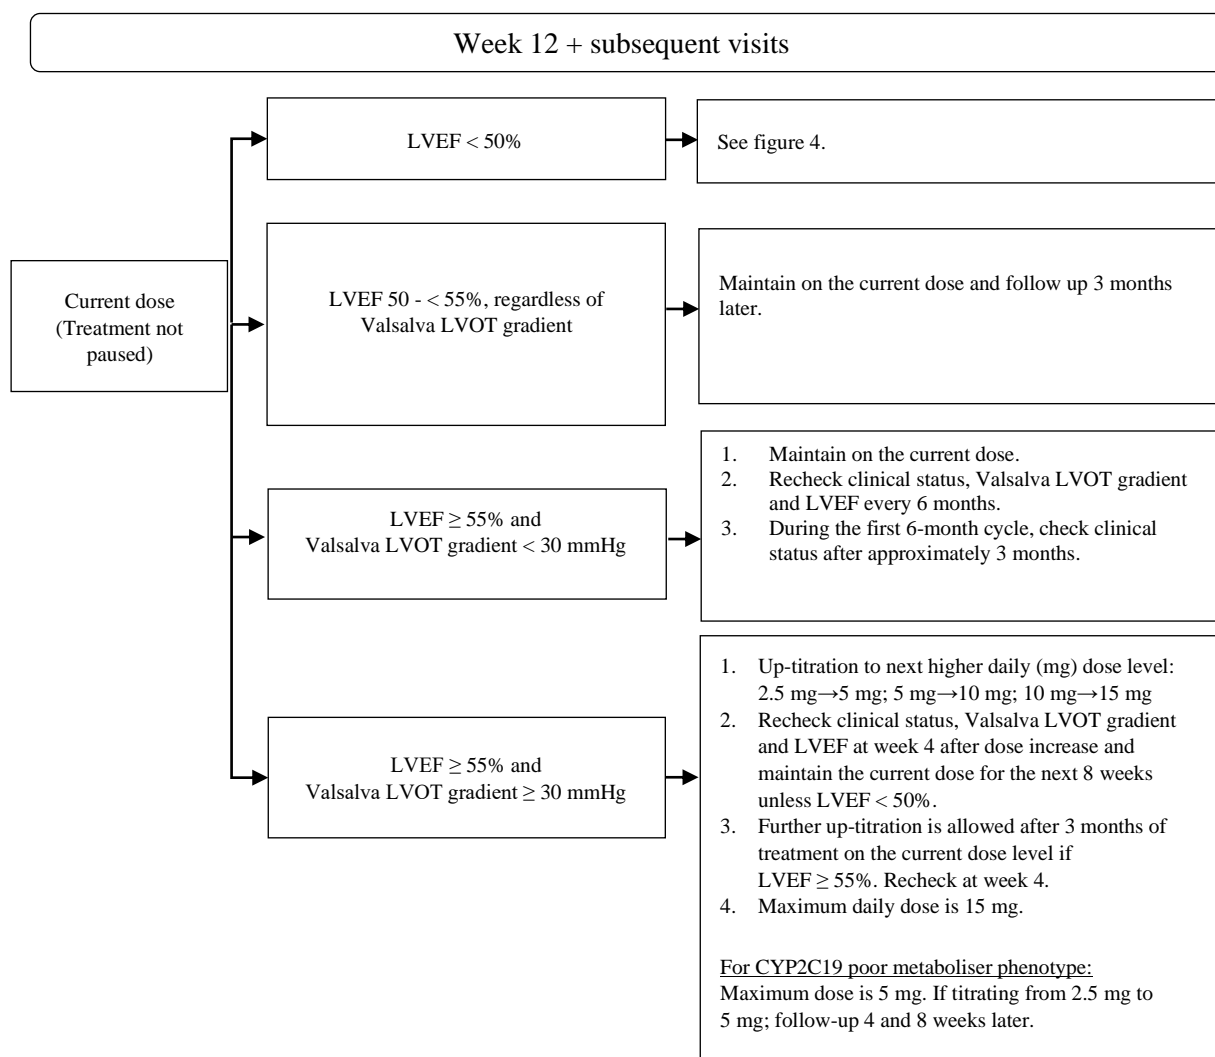 Week 12 + subsequent visits
LVEF < 50%
See figure 4.
Current dose
(Treatment not
paused)
LVEF 50 - < 55%, regardless of
Valsalva LVOT gradient
Maintain on the current dose and follow up 3 months
later.
LVEF ≥ 55% and
Valsalva LVOT gradient < 30 mmHg
1. Maintain on the current dose.
2. Recheck clinical status, Valsalva LVOT gradient
and LVEF every 6 months.
3. During the first 6-month cycle, check clinical
status after approximately 3 months.
LVEF ≥ 55% and
Valsalva LVOT gradient ≥ 30 mmHg
1. Up-titration to next higher daily (mg) dose level:
2.5 mg→5 mg; 5 mg→10 mg; 10 mg→15 mg
2. Recheck clinical status, Valsalva LVOT gradient
and LVEF at week 4 after dose increase and
maintain the current dose for the next 8 weeks
unless LVEF < 50%.
3. Further up-titration is allowed after 3 months of
treatment on the current dose level if
LVEF ≥ 55%. Recheck at week 4.
4. Maximum daily dose is 15 mg.
For CYP2C19 poor metaboliser phenotype:
Maximum dose is 5 mg. If titrating from 2.5 mg to
5 mg; follow-up 4 and 8 weeks later.